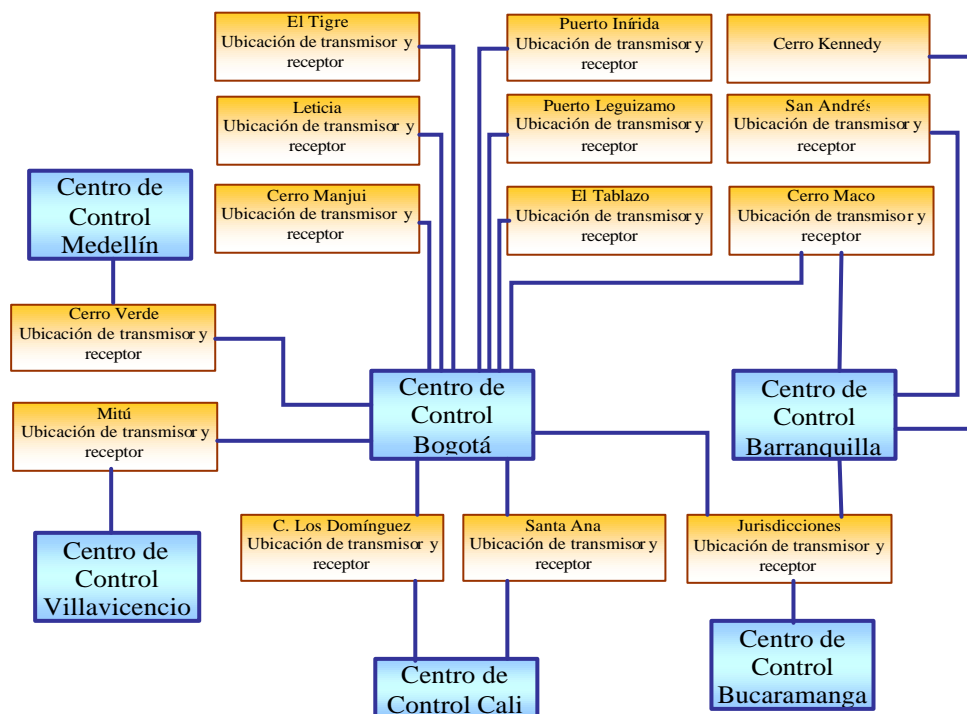 El Tigre
Ubicación de transmisor y
receptor
Puerto Inírida
Ubicación de transmisor y
receptor
Cerro Kennedy
Leticia
Ubicación de transmisor y
receptor
Puerto Leguizamo
Ubicación de transmisor y
receptor
San Andrés
Ubicación de transmisor y
receptor
Centro de
Control
Medellín
Cerro Manjui
Ubicación de transmisor y
receptor
El Tablazo
Ubicación de transmisor y
receptor
Cerro Maco
Ubicación de transmisor y
receptor
Cerro Verde
Ubicación de transmisor y
receptor
Centro de
Control
Bogotá
Centro de
Control
Barranquilla
Mitú
Ubicación de transmisor y
receptor
Centro de
Control
Villavicencio
C. Los Domínguez
Ubicación de transmisor y
receptor
Santa Ana
Ubicación de transmisor y
receptor
Jurisdicciones
Ubicación de transmisor y
receptor
Centro de
Control Cali
Centro de
Control
Bucaramanga